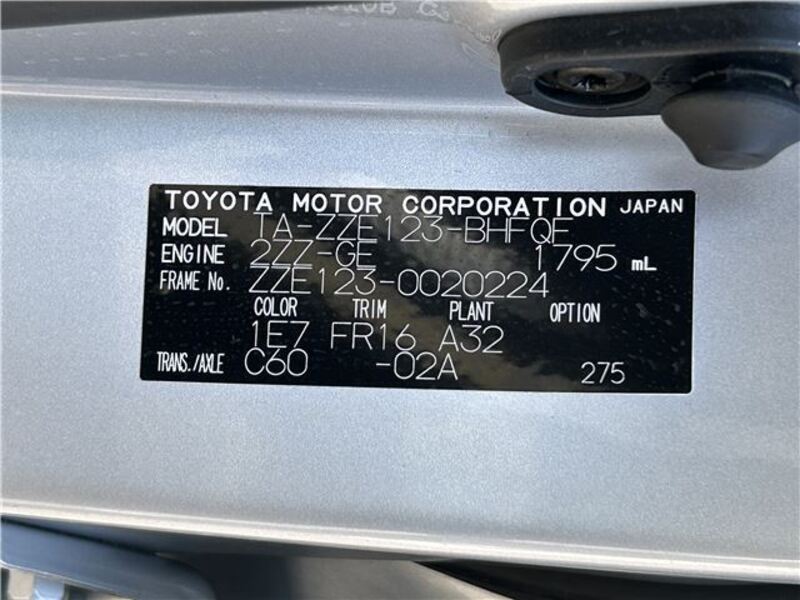 TOYOTA MOTOR CORPORATION JAPAN
MODEL TA-ZZE123-BHFQF
ENGINE 2ZZ-GE 1795 mL
FRAME No. ZZE123-0020224
COLOR TRIM PLANT OPTION
1E7 FR16 A32
TRANS./AXLE C60 -02A 275